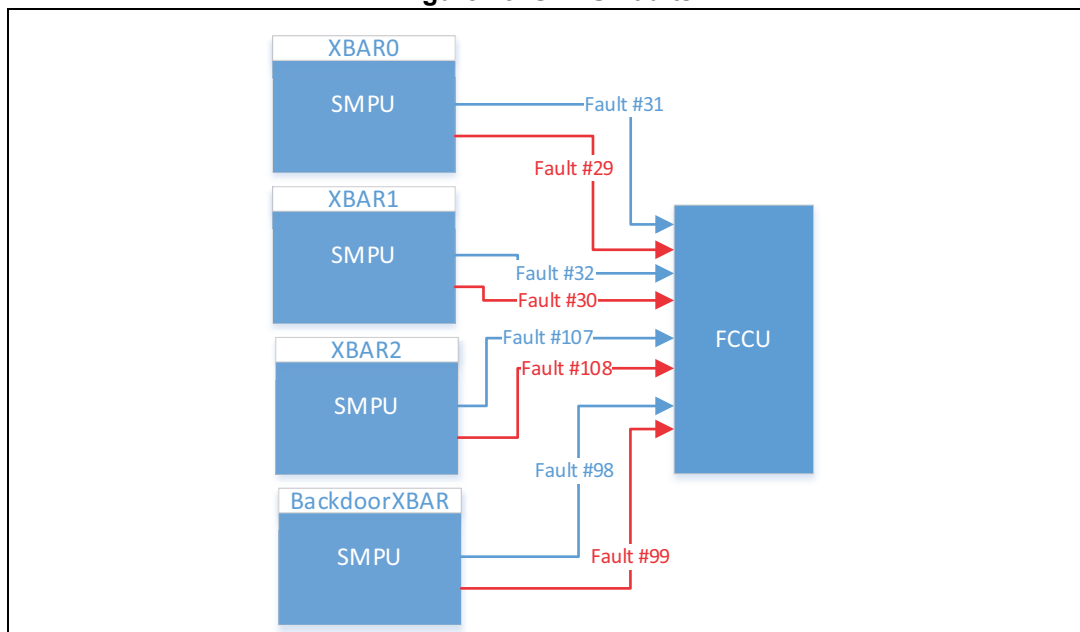 XBAR0
SMPU
Fault #31
Fault #29
XBAR1
SMPU
Fault #32
Fault #30
XBAR2
SMPU
Fault #107
Fault #108
FCCU
BackdoorXBAR
SMPU
Fault #98
Fault #99